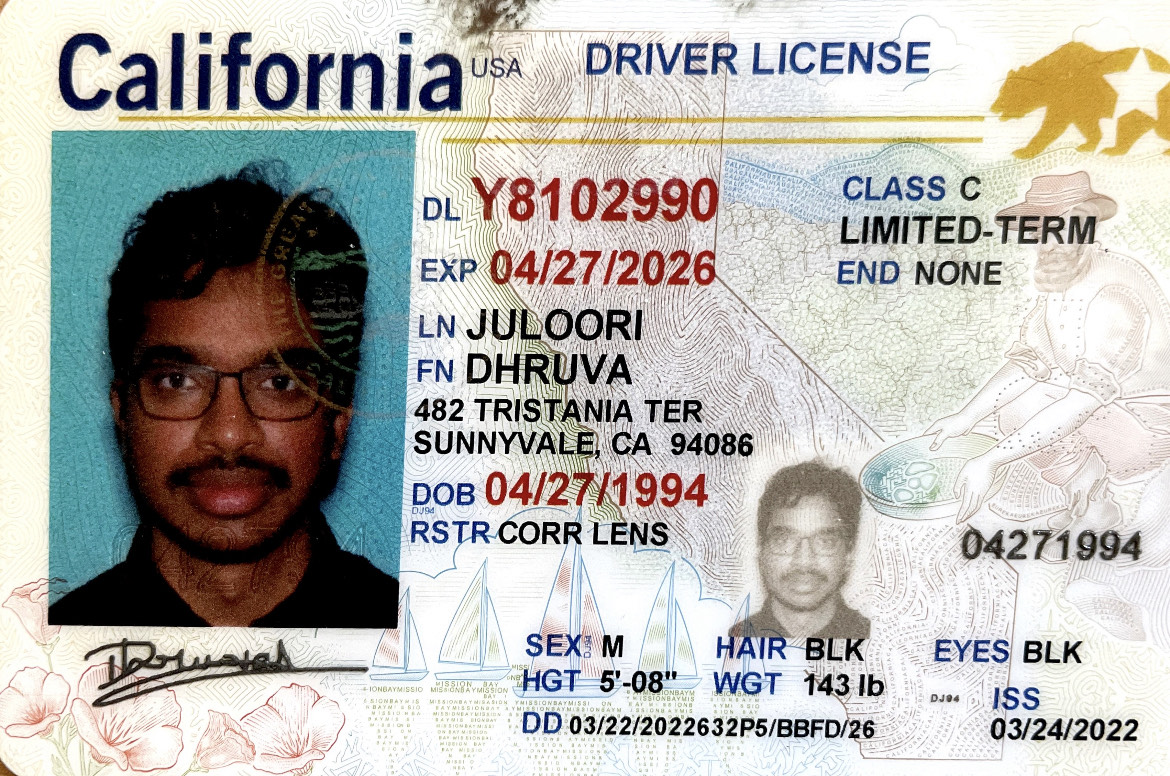 California USA DRIVER LICENSE
DL Y8102990
CLASS C
LIMITED-TERM
EXP 04/27/2026
END NONE
LN JULOORI
FN DHRUVA
482 TRISTANIA TER
SUNNYVALE, CA 94086
DOB 04/27/1994
DJ94
RSTR CORR LENS
04271994
SEX M
HAIR BLK
EYES BLK
HGT 5'-08"
WGT 143 lb
DJ94
ISS
DD 03/22/2022632P5/BBFD/26
03/24/2022